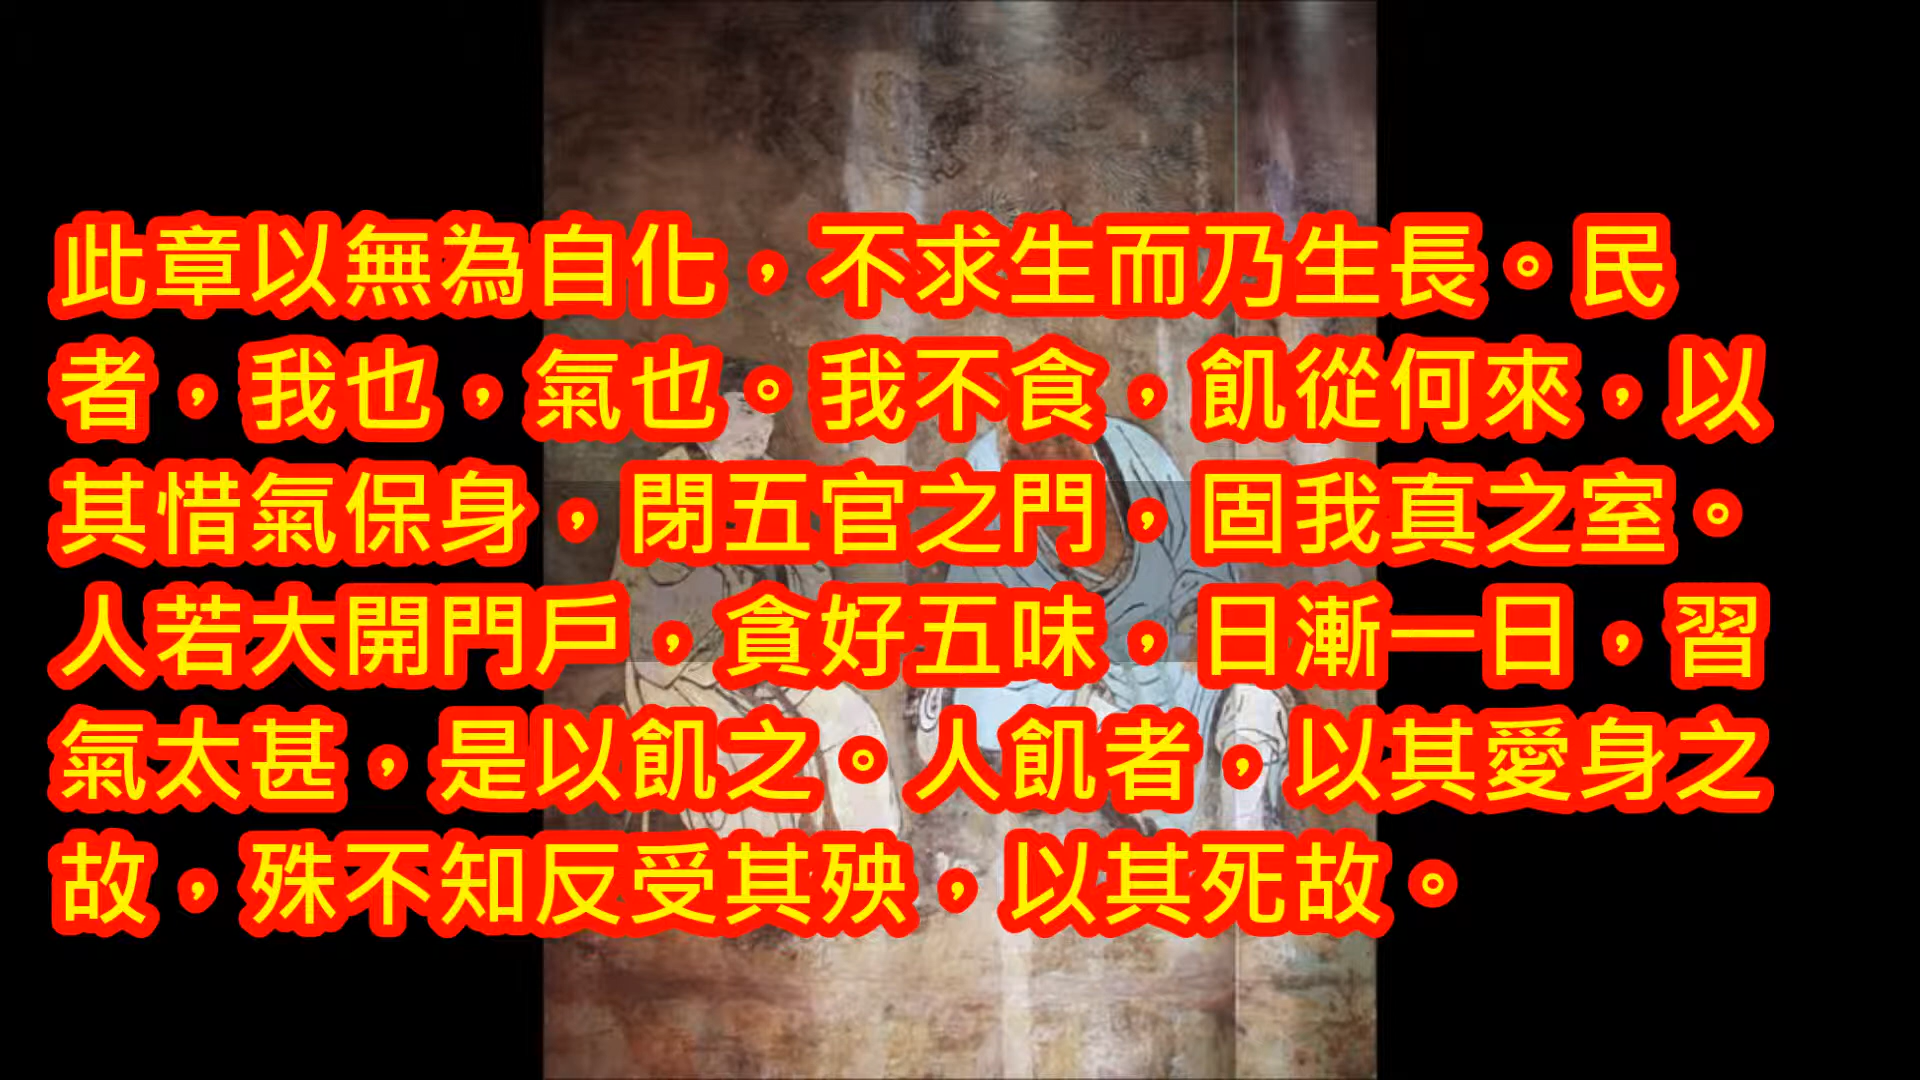 此章以無為自化，不求生而乃生長。民
者，我也，氣也。我不食，飢從何來，以
其惜氣保身，閉五官之門，固我真之室。
人若大開門戶，貪好五味，日漸一日，習
氣太甚，是以飢之。人飢者，以其愛身之
故，殊不知反受其殃，以其死故。